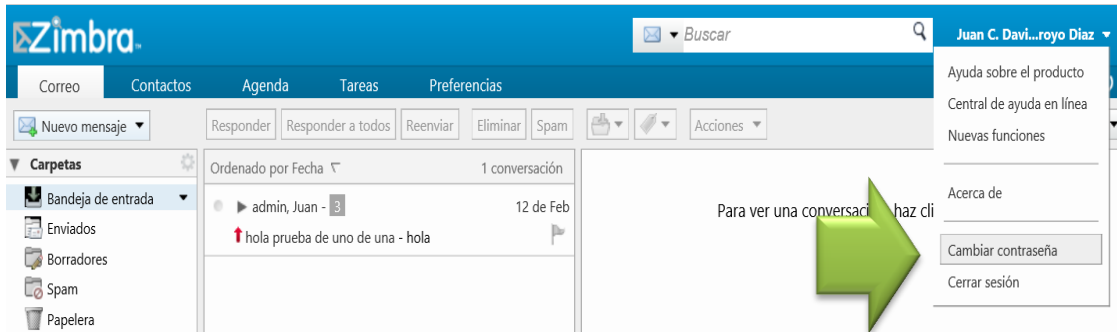 Zimbra™
Buscar
Juan C. Davi...royo Diaz
Correo Contactos Agenda Tareas Preferencias
Nuevo mensaje Responder Responder a todos Reenviar Eliminar Spam Acciones
Carpetas
Bandeja de entrada
Enviados
Borradores
Spam
Papelera
Ordenado por Fecha 1 conversación
admin, Juan - 3 12 de Feb
hola prueba de uno de una - hola
Para ver una conversaci haz cli
Ayuda sobre el producto
Central de ayuda en línea
Nuevas funciones
Acerca de
Cambiar contraseña
Cerrar sesión